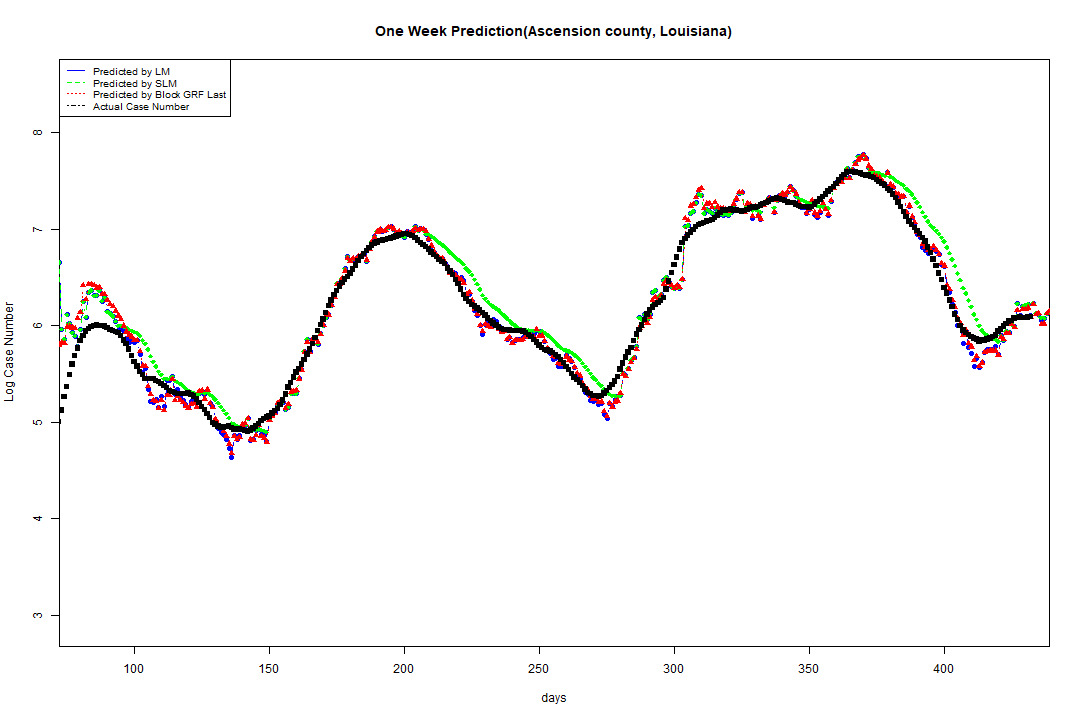 One Week Prediction(Ascension county, Louisiana)
Predicted by LM
Predicted by SLM
Predicted by Block GRF Last
Actual Case Number
8
7
6
5
4
3
Log Case Number
100 150 200 250 300 350 400
days